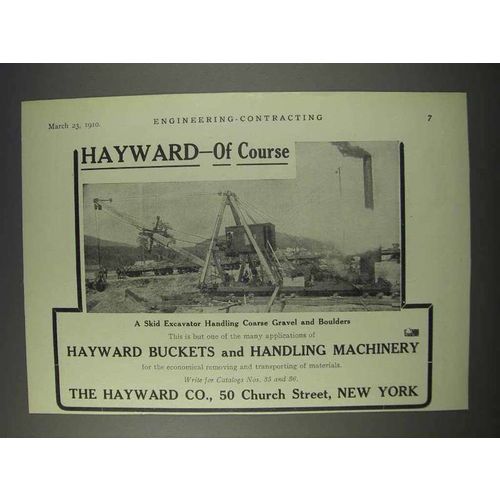 March 23, 1910.
ENGINEERING-CONTRACTING
7
HAYWARD—Of Course
A Skid Excavator Handling Coarse Gravel and Boulders
This is but one of the many applications of
HAYWARD BUCKETS and HANDLING MACHINERY
for the economical removing and transporting of materials.
Write for Catalogs Nos. 35 and 36.
THE HAYWARD CO., 50 Church Street, NEW YORK